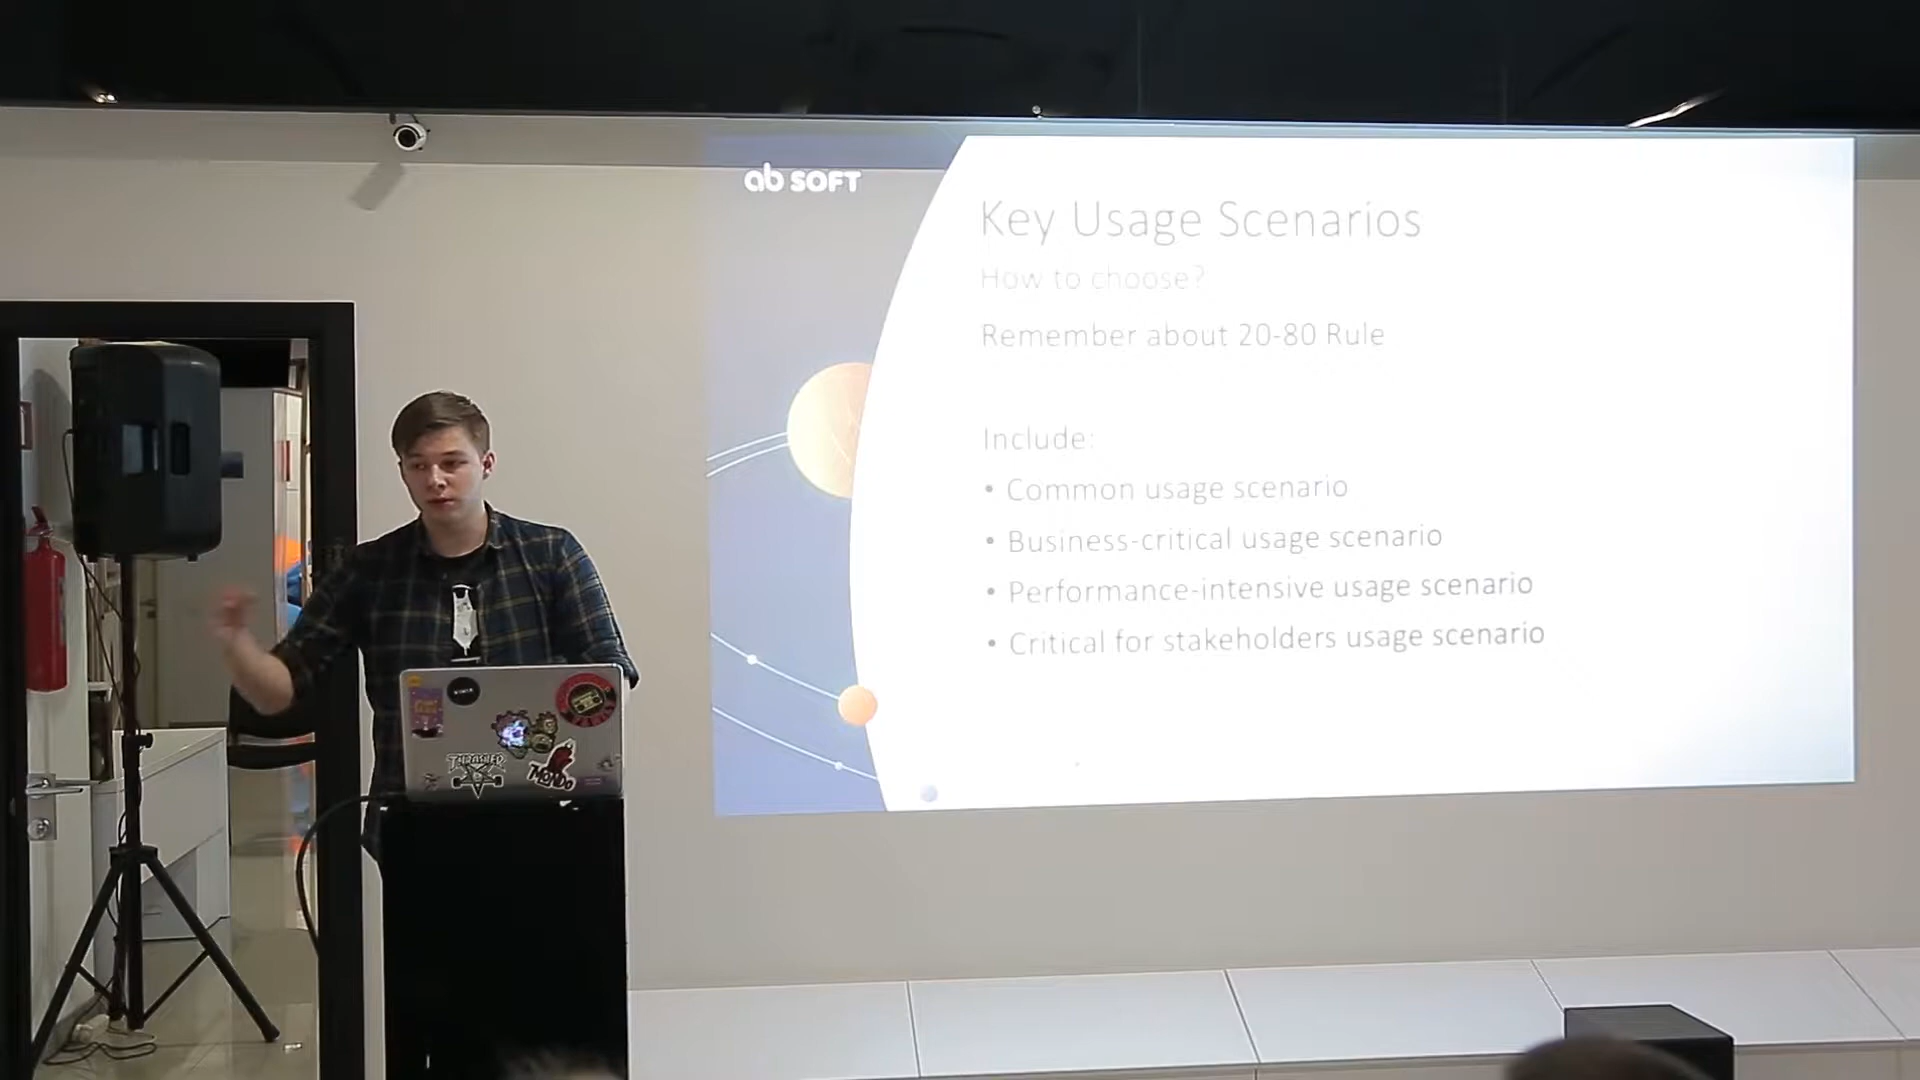 ab SOFT
Key Usage Scenarios
How to choose?
Remember about 20-80 Rule
Include:
• Common usage scenario
• Business-critical usage scenario
• Performance-intensive usage scenario
• Critical for stakeholders usage scenario
THRASHER
MONDO